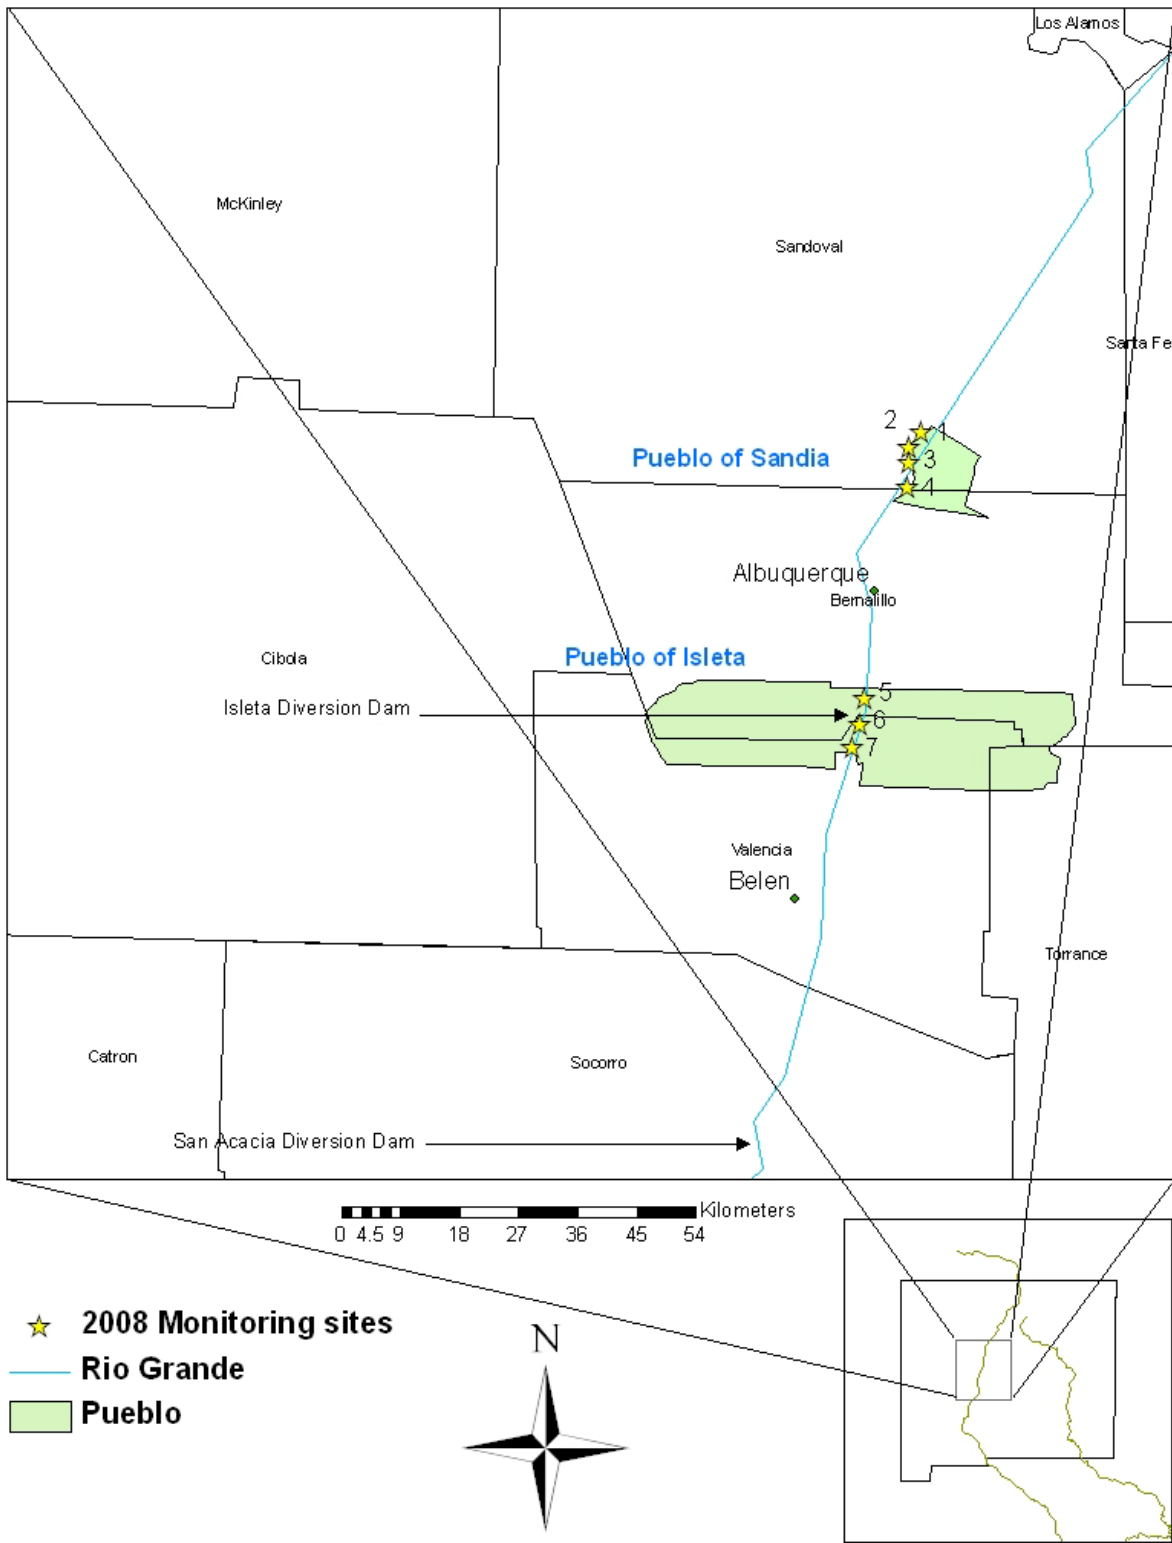 Los Alamos
McKinley
Sandoval
Santa Fe
2
1
Pueblo of Sandia
3
4
Albuquerque
Bernalillo
Pueblo of Isleta
Cibola
5
Isleta Diversion Dam
6
7
Valencia
Belen
Torrance
Catron
Socorro
San Acacia Diversion Dam
Kilometers
0 4.5 9 18 27 36 45 54
2008 Monitoring sites
N
Rio Grande
Pueblo